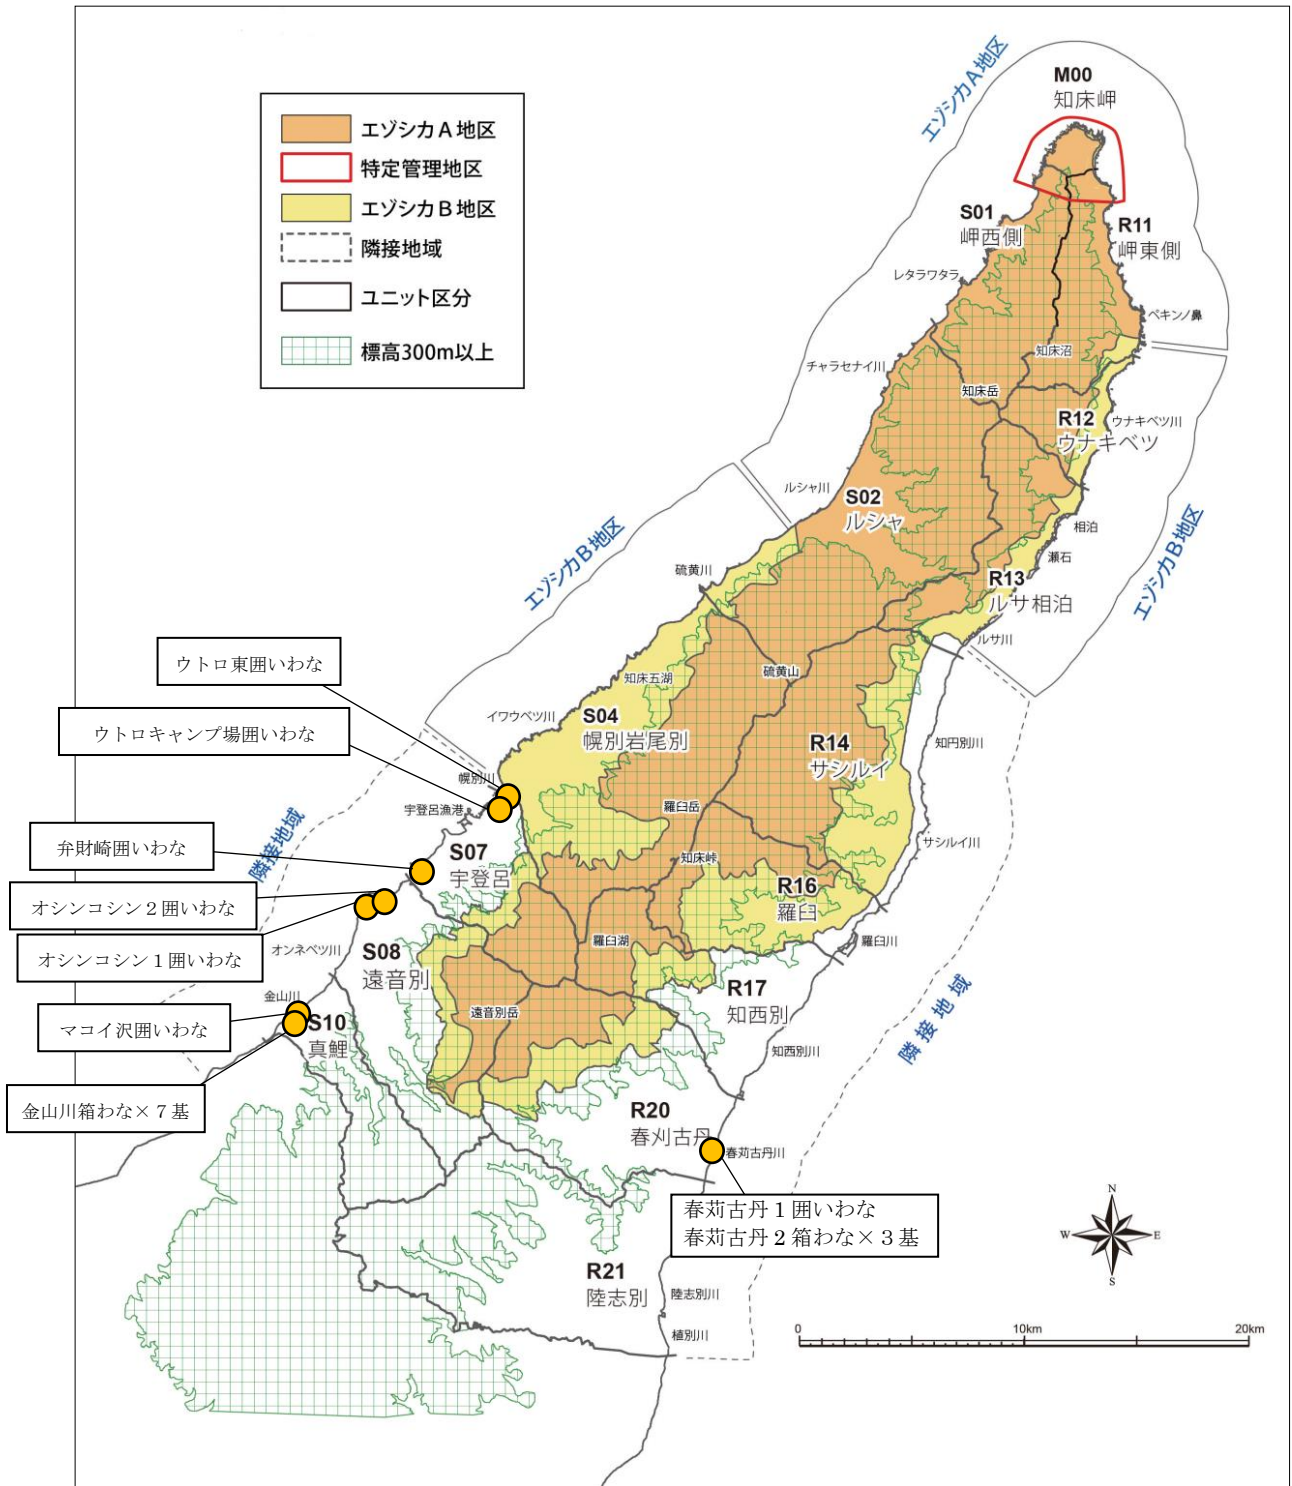 エゾシカA地区
特定管理地区
エゾシカB地区
隣接地域
ユニット区分
標高300m以上
エゾシカA地区
M00
知床岬
S01
岬西側
R11
岬東側
レタラワタラ
ペキンノ鼻
知床沼
チャラセナイ川
知床岳
R12
ウナキベツ
ウナキベツ川
ルシャ川
S02
ルシャ
相泊
瀬石
エゾシカB地区
エゾシカB地区
硫黄川
R13
ルサ相泊
ルサ川
ウトロ東囲いわな
知床五湖
硫黄山
イワウベツ川
S04
幌別岩尾別
ウトロキャンプ場囲いわな
R14
サシルイ
知円別川
幌別川
宇登呂漁港
羅臼岳
隣接地域
弁財崎囲いわな
S07
宇登呂
知床峠
サシルイ川
R16
羅臼
オシンコシン2囲いわな
オシンコシン1囲いわな
オンネベツ川
S08
遠音別
羅臼湖
羅臼川
金山川
マコイ沢囲いわな
S10
真鯉
遠音別岳
R17
知西別
隣接地域
知西別川
金山川箱わな×7基
R20
春刈古丹
春苅古丹川
春苅古丹1囲いわな
春苅古丹2箱わな×3基
N
W
E
S
R21
陸志別
陸志別川
植別川
0
10km
20km